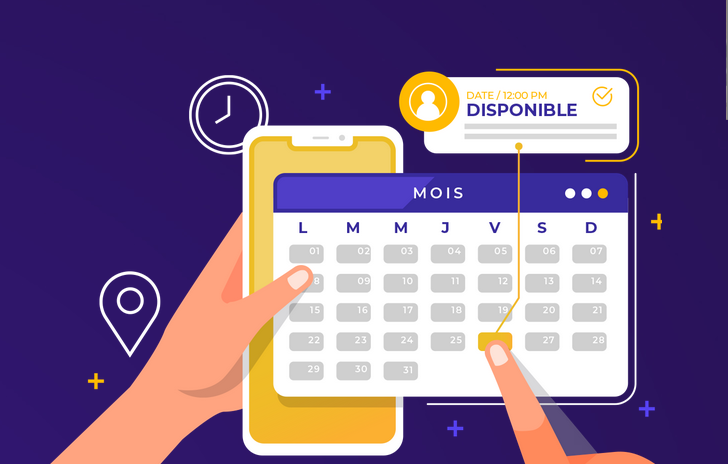 DATE / 12:00 PM
DISPONIBLE
MOIS
L M M J V S D
01 02 03 04 05 06 07
8 09 10 11 12 13 14
15 16 17 18 19 20 21
22 23 24 25 27 28
29 30 31